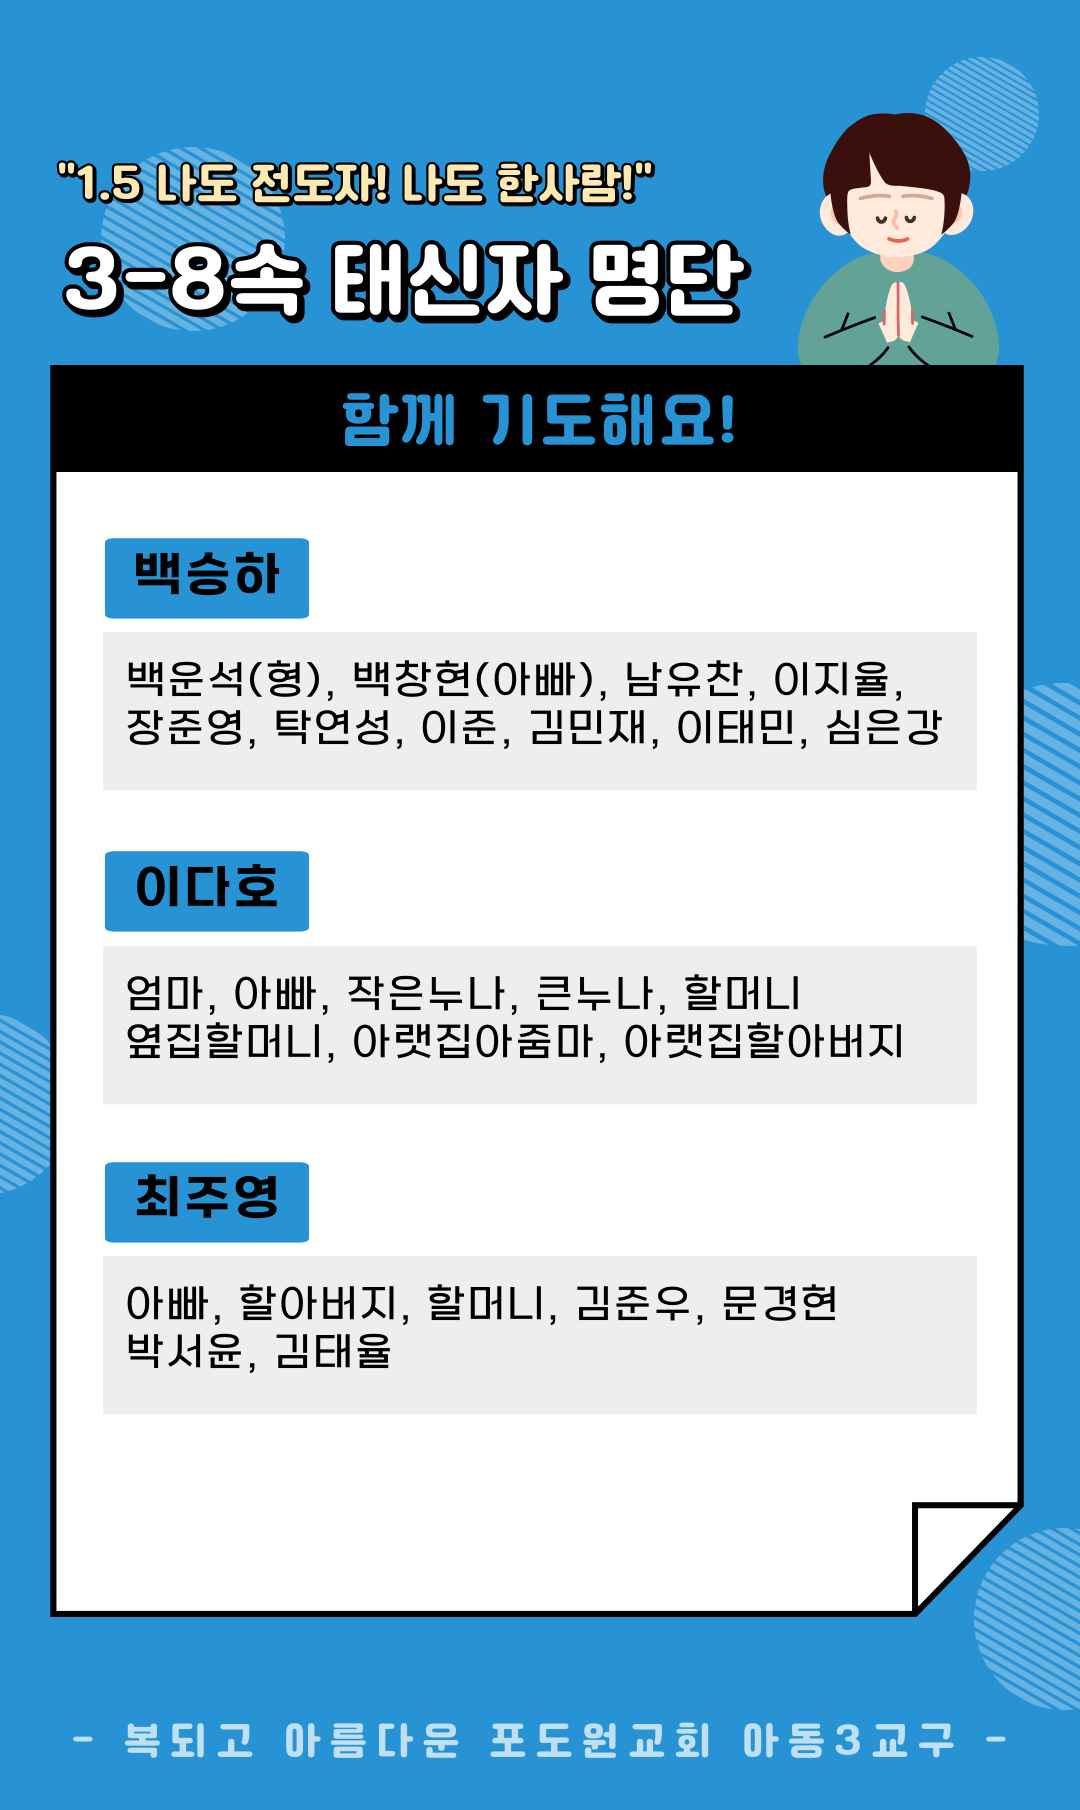 "1.5 나도 전도자! 나도 한사람!"
3-8속 태신자 명단
함께 기도해요!
백승하
백운석(형), 백창현(아빠), 남유찬, 이지율,
장준영, 탁연성, 이준, 김민재, 이태민, 심은강
이다호
엄마, 아빠, 작은누나, 큰누나, 할머니
옆집할머니, 아랫집아줌마, 아랫집할아버지
최주영
아빠, 할아버지, 할머니, 김준우, 문경현
박서윤, 김태율
- 복되고 아름다운 포도원교회 아동3교구 -